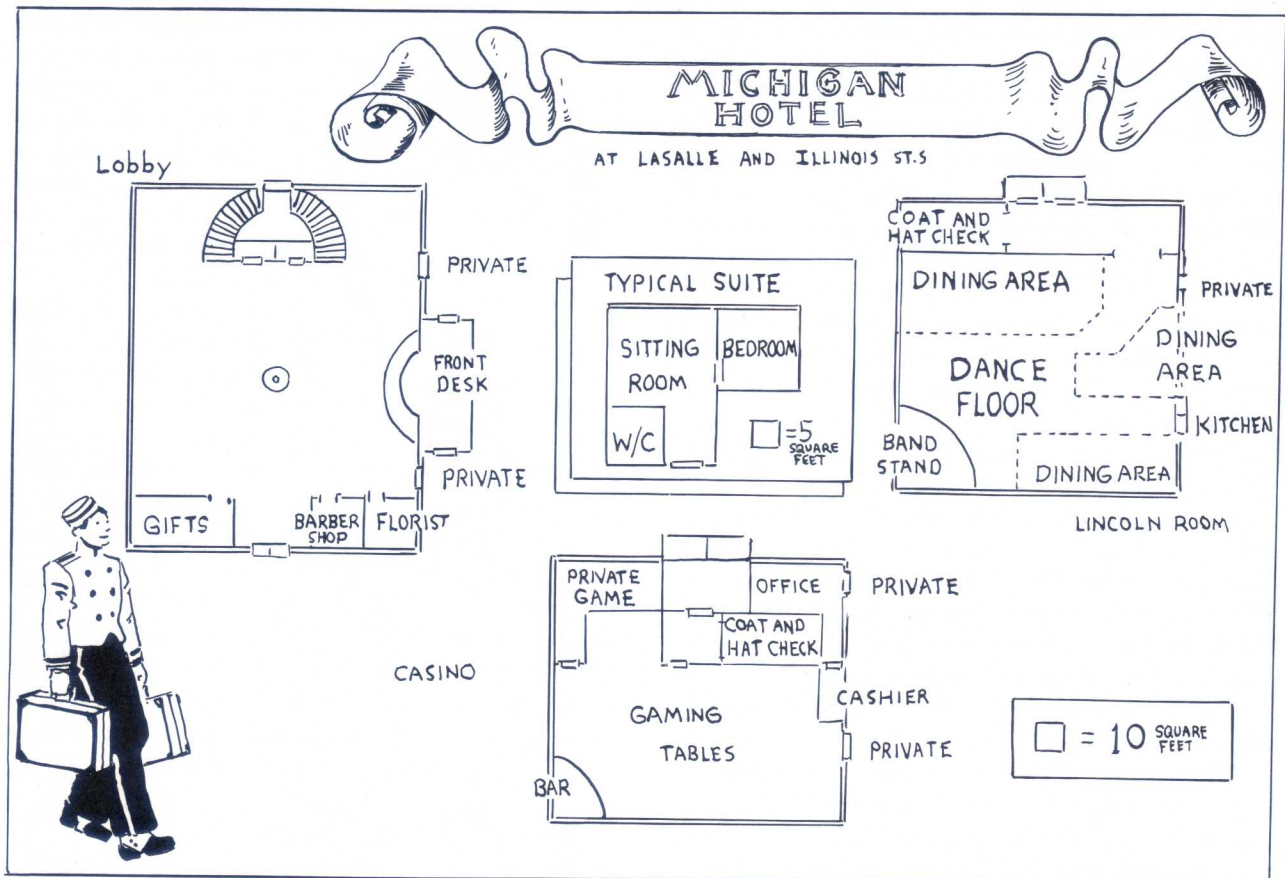 MICHIGAN
HOTEL
AT LASALLE AND ILLINOIS ST.S
Lobby
PRIVATE
FRONT
DESK
PRIVATE
GIFTS
BARBER
SHOP
FLORIST
TYPICAL SUITE
SITTING
ROOM
BEDROOM
W/C
=5
SQUARE
FEET
COAT AND
HAT CHECK
DINING AREA
PRIVATE
DINING
AREA
DANCE
FLOOR
KITCHEN
BAND
STAND
DINING AREA
LINCOLN ROOM
PRIVATE
GAME
OFFICE
PRIVATE
COAT AND
HAT CHECK
CASINO
CASHIER
GAMING
TABLES
PRIVATE
BAR
= 10 SQUARE
FEET